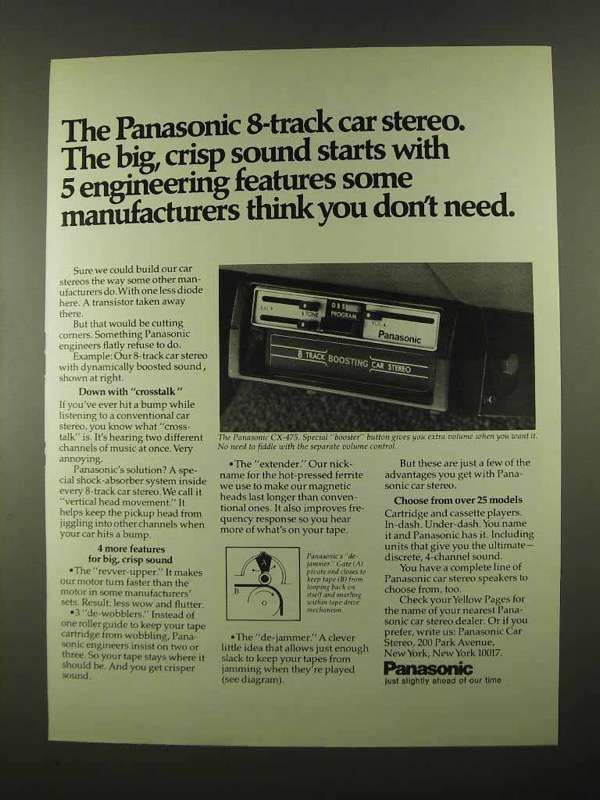 The Panasonic 8-track car stereo.
The big, crisp sound starts with
5 engineering features some
manufacturers think you don't need.
Sure we could build our car
stereos the way some other man-
ufacturers do. With one less diode
here. A transistor taken away
there.
But that would be cutting
corners. Something Panasonic
engineers flatly refuse to do.
Example: Our 8-track car stereo
with dynamically boosted sound,
shown at right.
Down with "crosstalk"
If you've ever hit a bump while
listening to a conventional car
stereo, you know what "cross-
talk" is. It's hearing two different
channels of music at once. Very
annoying.
Panasonic's solution? A spe-
cial shock-absorber system inside
every 8-track car stereo. We call it
"vertical head movement." It
helps keep the pickup head from
jiggling into other channels when
your car hits a bump.
4 more features
for big, crisp sound
•The "revver-upper." It makes
our motor turn faster than the
motor in some manufacturers'
sets. Result: less wow and flutter.
•3 "de-wobblers." Instead of
one roller guide to keep your tape
cartridge from wobbling, Pana-
sonic engineers insist on two or
three. So your tape stays where it
should be. And you get crisper
sound.
PROGRAM
Panasonic
8 TRACK BOOSTING CAR STEREO
The Panasonic CX-475. Special "booster" button gives you extra volume when you want it.
No need to fiddle with the separate volume control.
•The "extender." Our nick-
name for the hot-pressed ferrite
we use to make our magnetic
heads last longer than conven-
tional ones. It also improves fre-
quency response so you hear
more of what's on your tape.
A
B
Panasonic's "de-
jammer." Gate (A)
pivots and closes to
keep tape (B) from
looping back on
itself and snarling
within tape drive
mechanism.
•The "de-jammer." A clever
little idea that allows just enough
slack to keep your tapes from
jamming when they're played
(see diagram).
But these are just a few of the
advantages you get with Pana-
sonic car stereo.
Choose from over 25 models
Cartridge and cassette players.
In-dash. Under-dash. You name
it and Panasonic has it. Including
units that give you the ultimate—
discrete, 4-channel sound.
You have a complete line of
Panasonic car stereo speakers to
choose from, too.
Check your Yellow Pages for
the name of your nearest Pana-
sonic car stereo dealer. Or if you
prefer, write us: Panasonic Car
Stereo, 200 Park Avenue,
New York, New York 10017.
Panasonic
just slightly ahead of our time